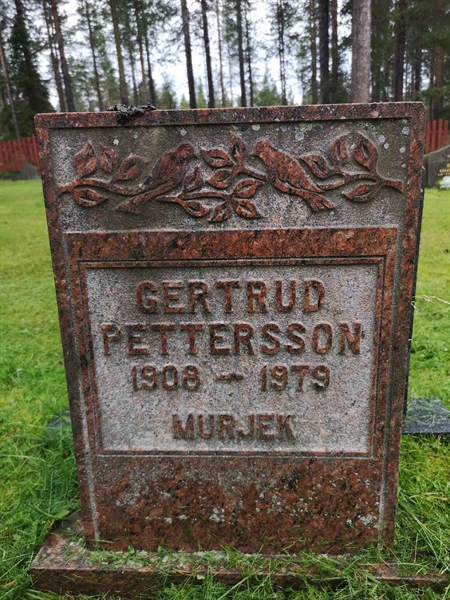 GERTRUD
PETTERSSON
1908 – 1979
MURJEK